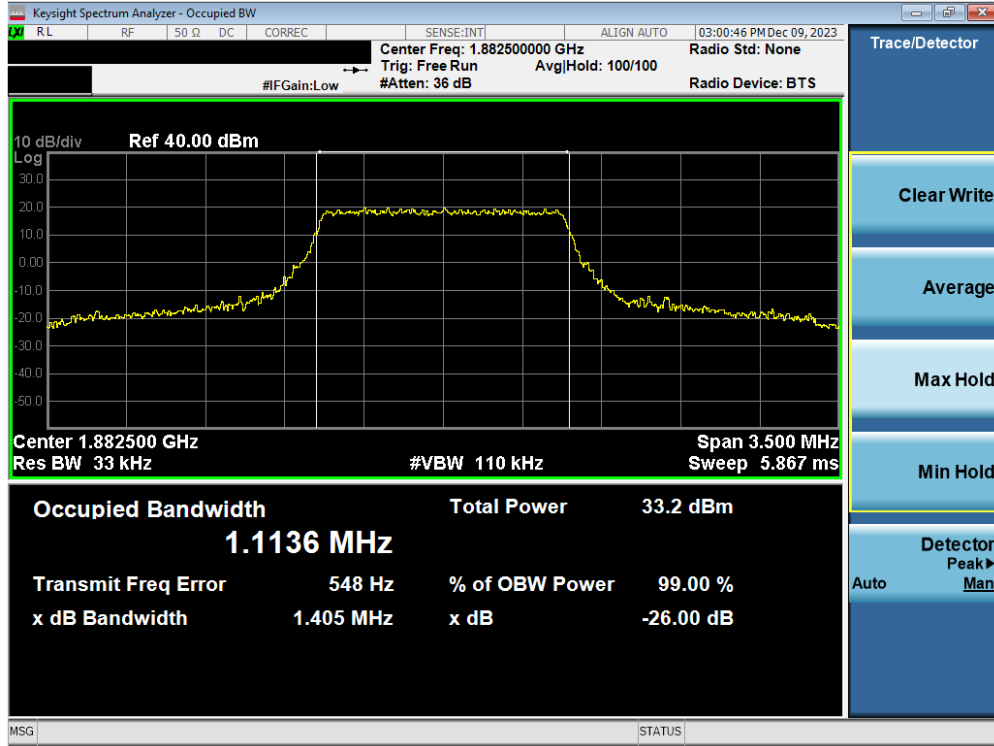 Keysight Spectrum Analyzer - Occupied BW
LXI RL RF 50 Ω DC CORREC SENSE:INT ALIGN AUTO 03:00:46 PM Dec 09, 2023
Center Freq: 1.882500000 GHz Radio Std: None
Trig: Free Run Avg|Hold: 100/100
#IFGain:Low #Atten: 36 dB Radio Device: BTS
10 dB/div Ref 40.00 dBm
Log
30.0
20.0
10.0
0.00
-10.0
-20.0
-30.0
-40.0
-50.0
Center 1.882500 GHz Span 3.500 MHz
Res BW 33 kHz #VBW 110 kHz Sweep 5.867 ms
Occupied Bandwidth Total Power 33.2 dBm
1.1136 MHz
Transmit Freq Error 548 Hz % of OBW Power 99.00 %
x dB Bandwidth 1.405 MHz x dB -26.00 dB
MSG STATUS
Trace/Detector
Clear Write
Average
Max Hold
Min Hold
Detector
Peak▶
Auto Man